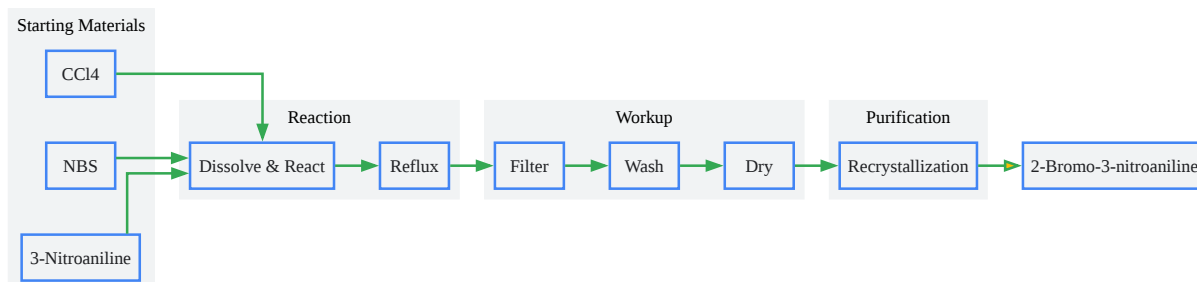 Starting Materials
CCl4
NBS
3-Nitroaniline
Reaction
Dissolve & React
Reflux
Workup
Filter
Wash
Dry
Purification
Recrystallization
2-Bromo-3-nitroaniline